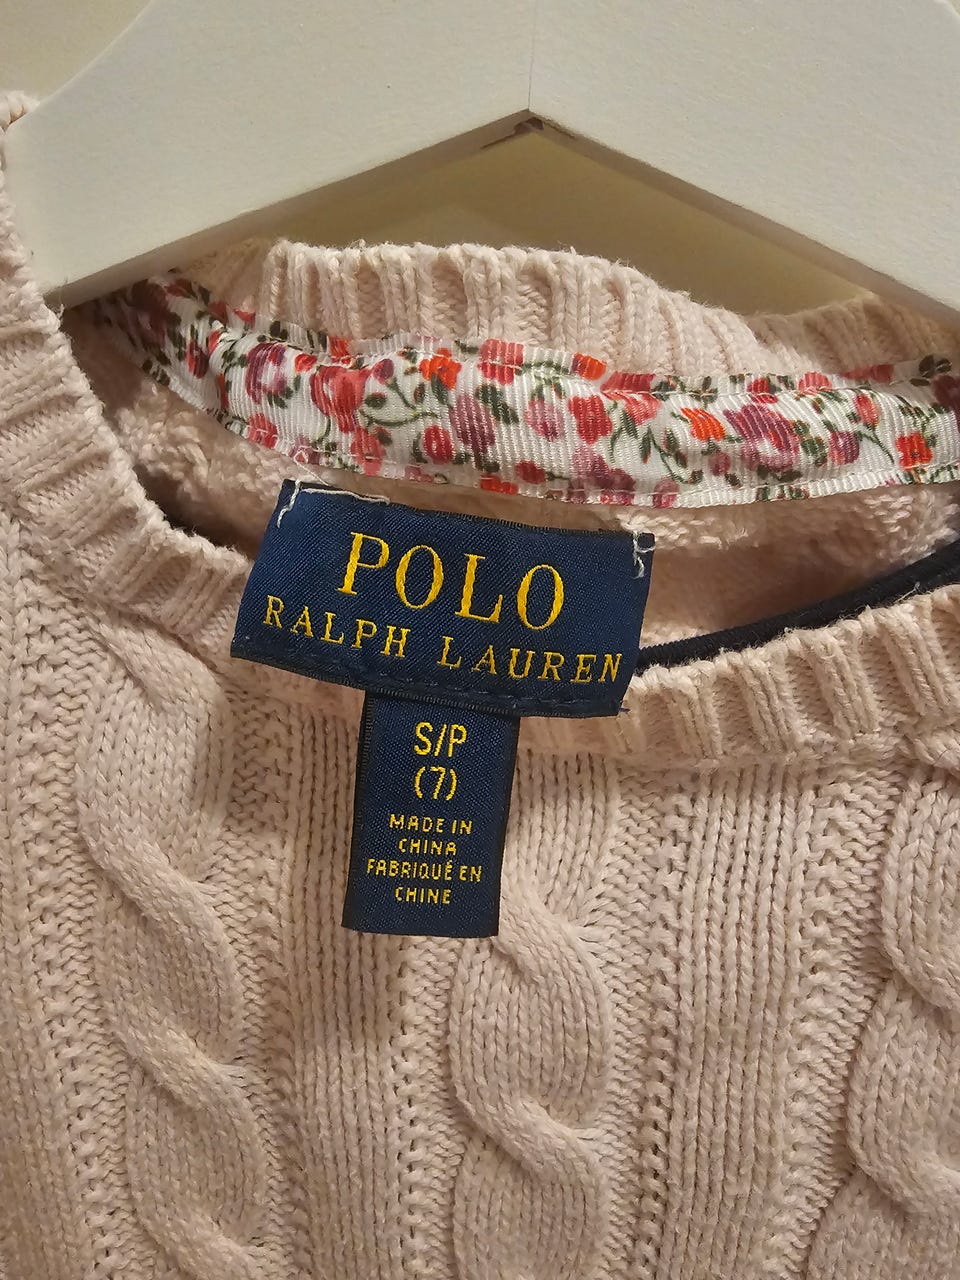 POLO
RALPH LAUREN
S/P
(7)
MADE IN
CHINA
FABRIQUÉ EN
CHINE